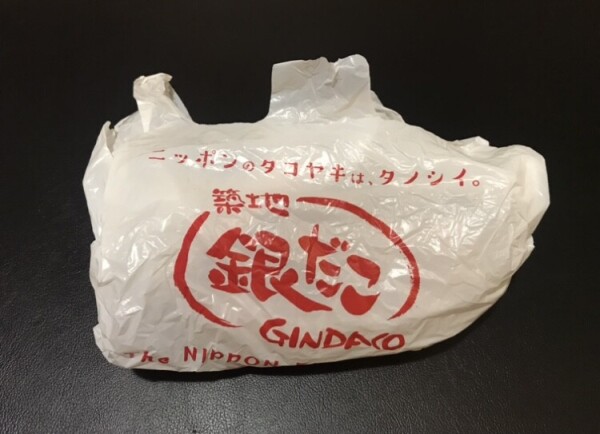 ニッポンのタコヤキは、タノシイ。
築地
銀だこ
GINDACO
the NIPPON